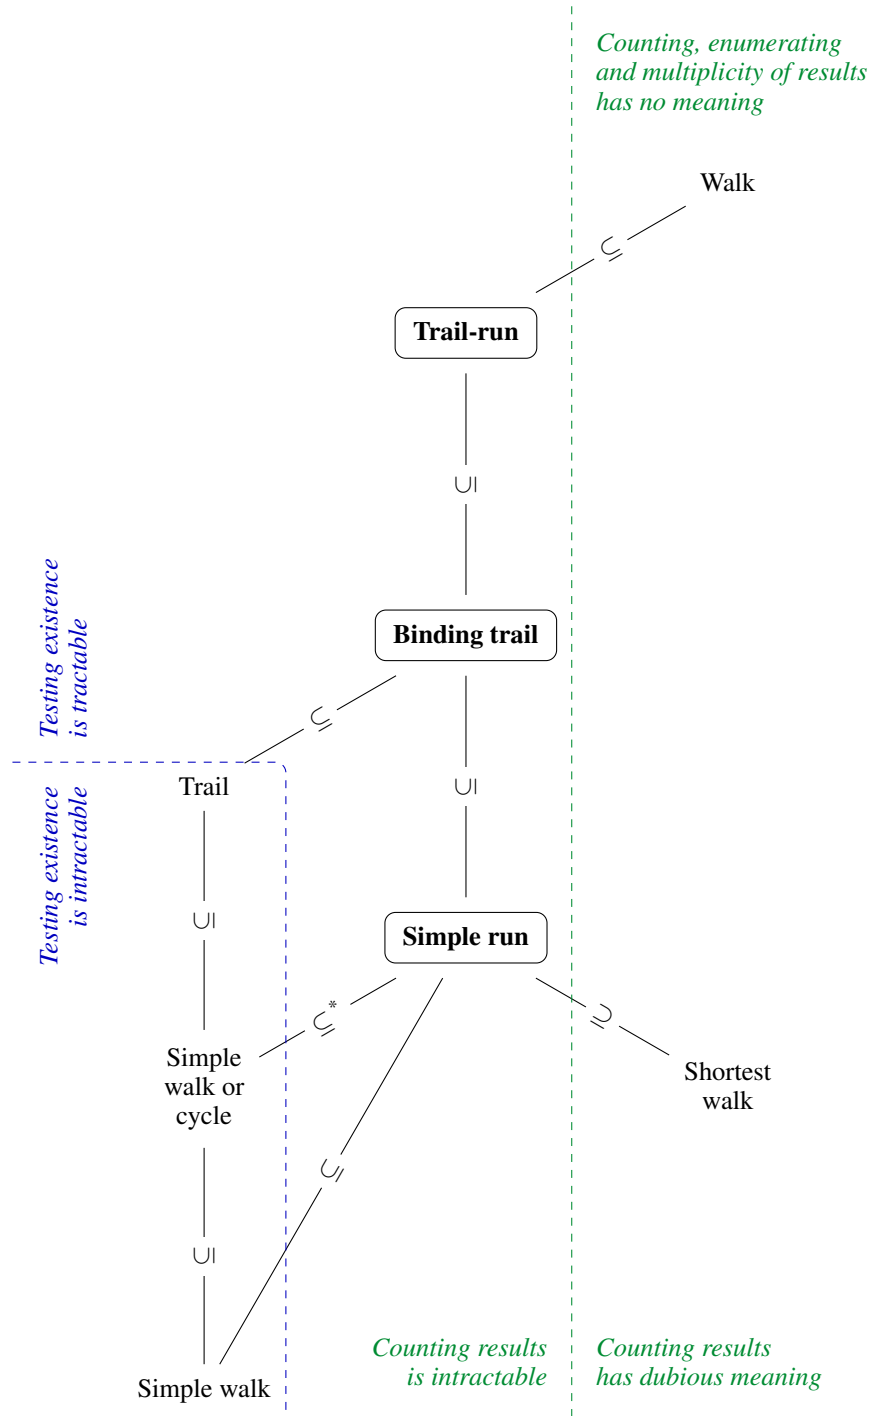 Counting, enumerating
and multiplicity of results
has no meaning
Walk
⊆
Trail-run
⊆
Binding trail
Testing existence
is tractable
⊆
⊆
Trail
Testing existence
is intractable
⊆
Simple run
⊆*
⊇
Simple
walk or
cycle
Shortest
walk
⊆
⊆
Counting results
is intractable
Counting results
has dubious meaning
Simple walk